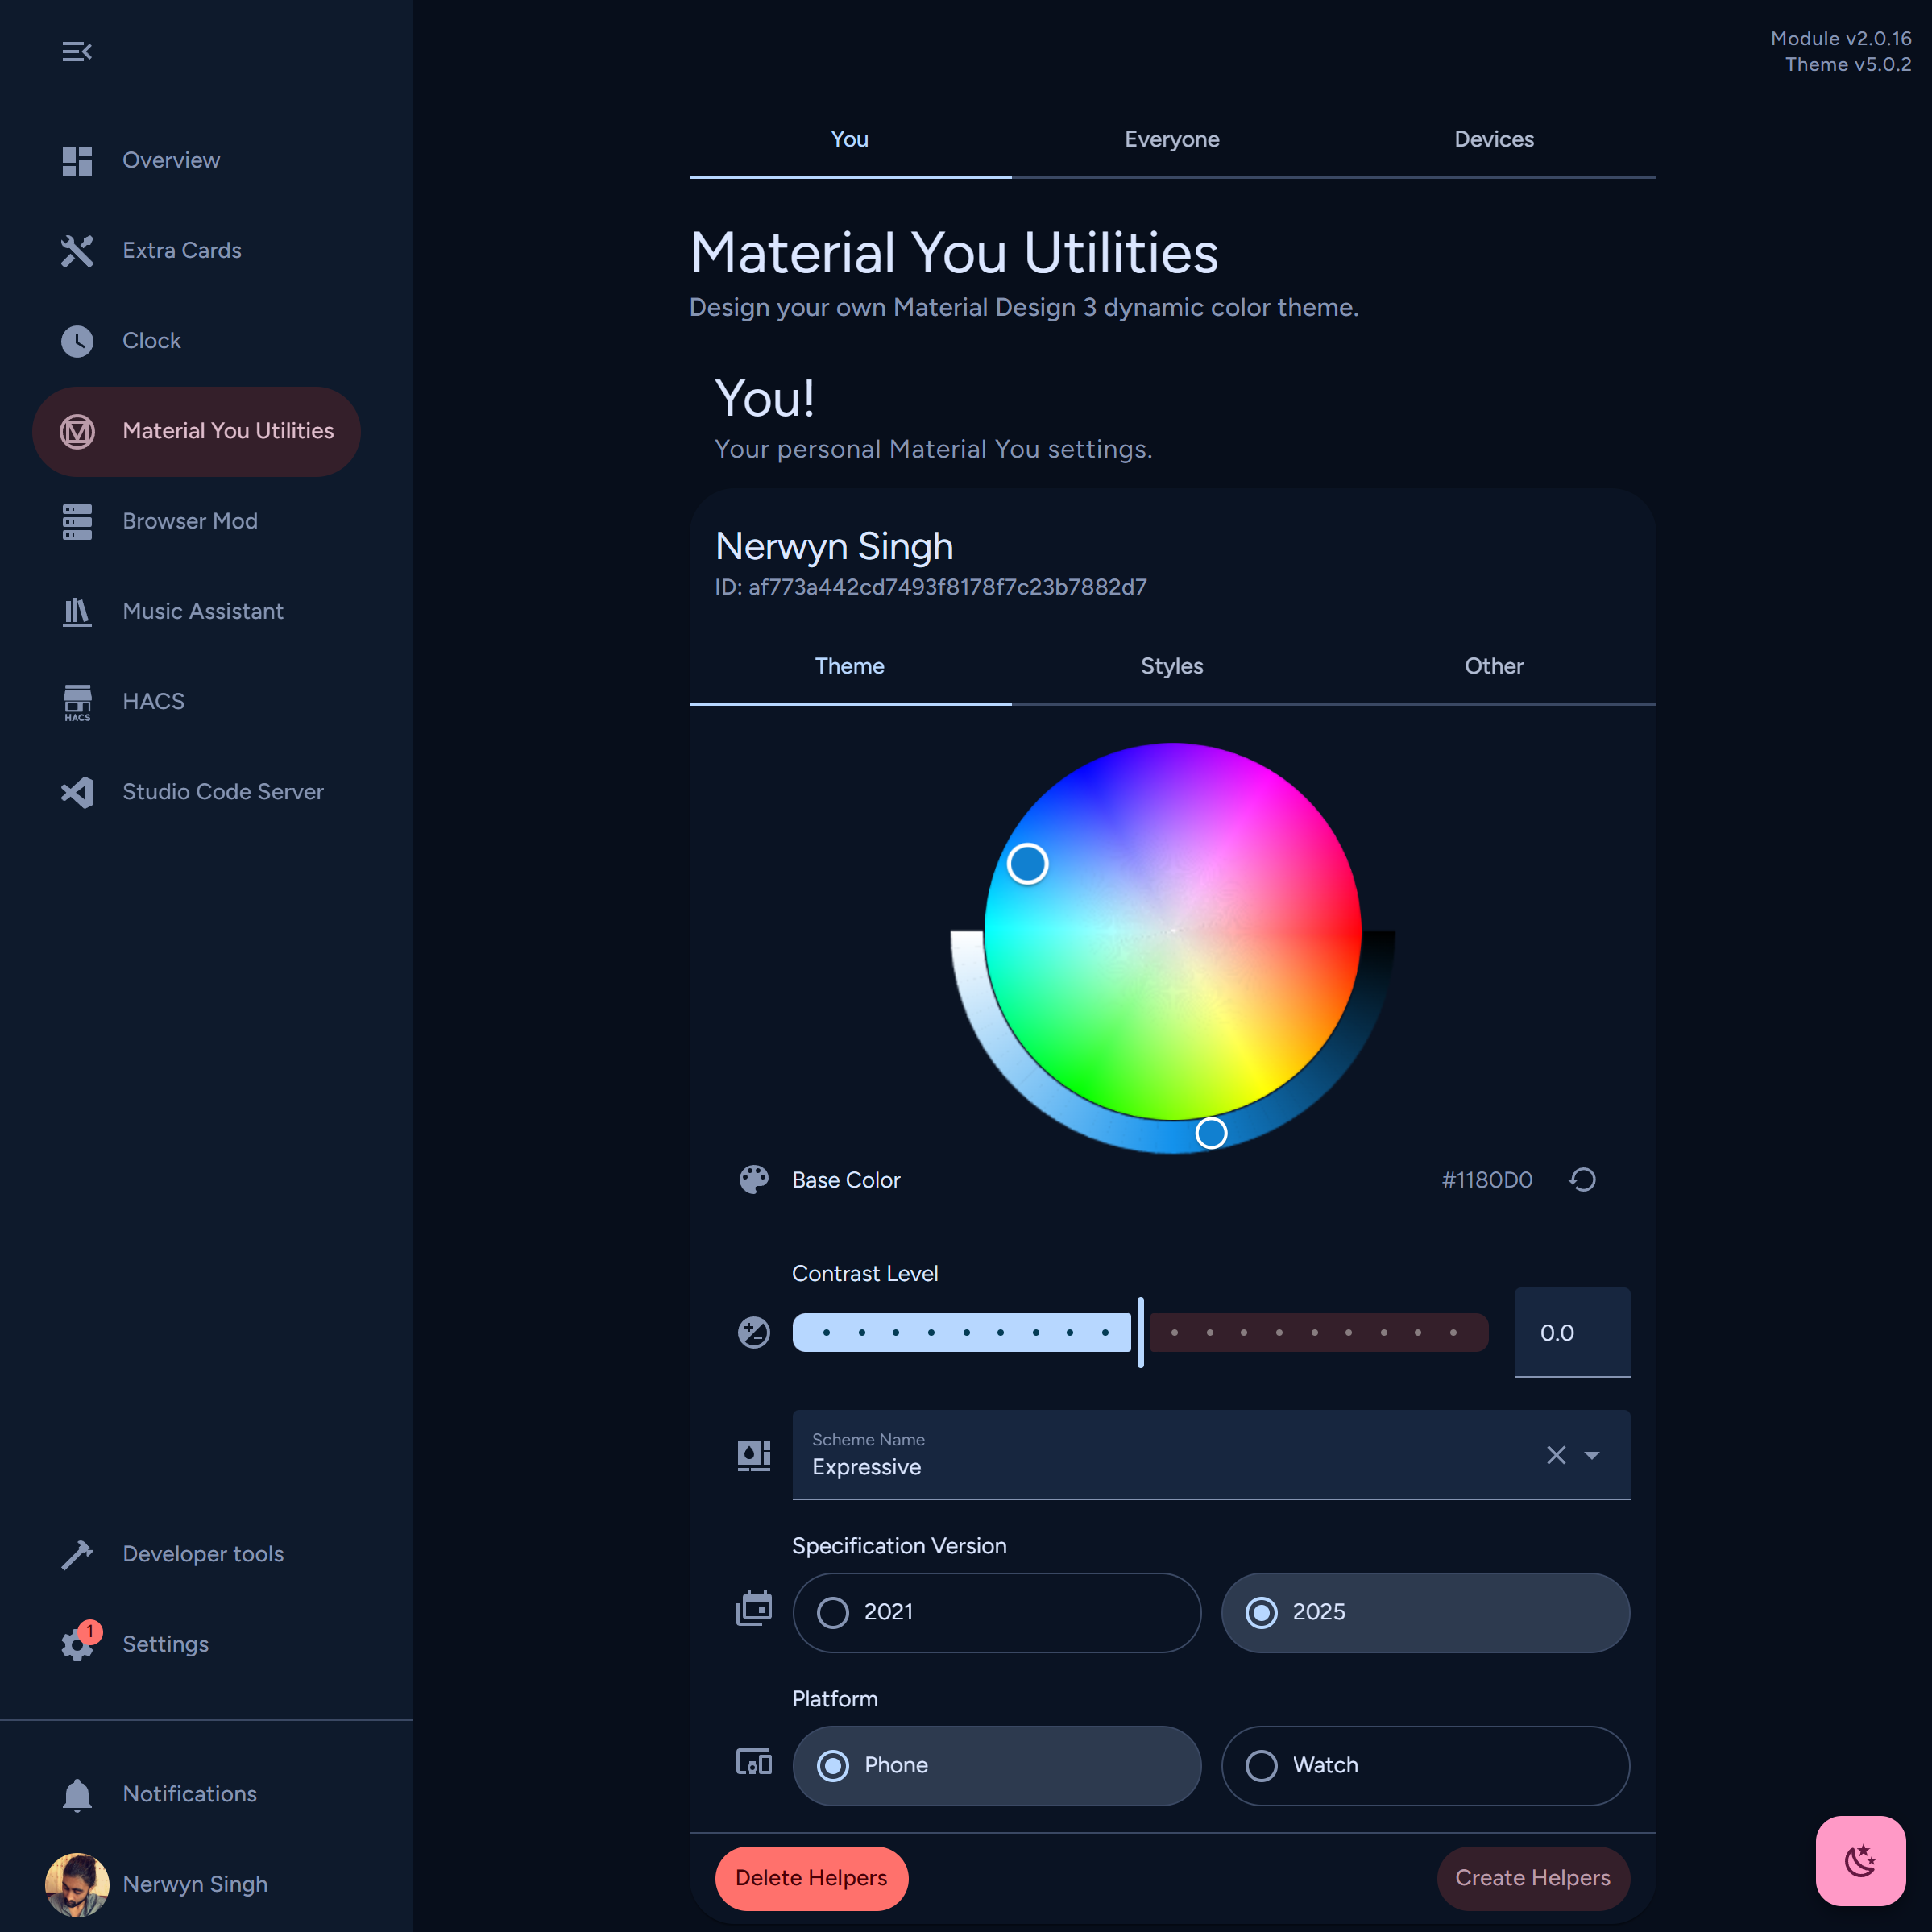 Module v2.0.16
Theme v5.0.2
Overview
Extra Cards
Clock
Material You Utilities
Browser Mod
Music Assistant
HACS
HACS
Studio Code Server
Developer tools
1
Settings
Notifications
Nerwyn Singh
You
Everyone
Devices
Material You Utilities
Design your own Material Design 3 dynamic color theme.
You!
Your personal Material You settings.
Nerwyn Singh
ID: af773a442cd7493f8178f7c23b7882d7
Theme
Styles
Other
Base Color
#1180D0
Contrast Level
0.0
Scheme Name
Expressive
Specification Version
2021
2025
Platform
Phone
Watch
Delete Helpers
Create Helpers